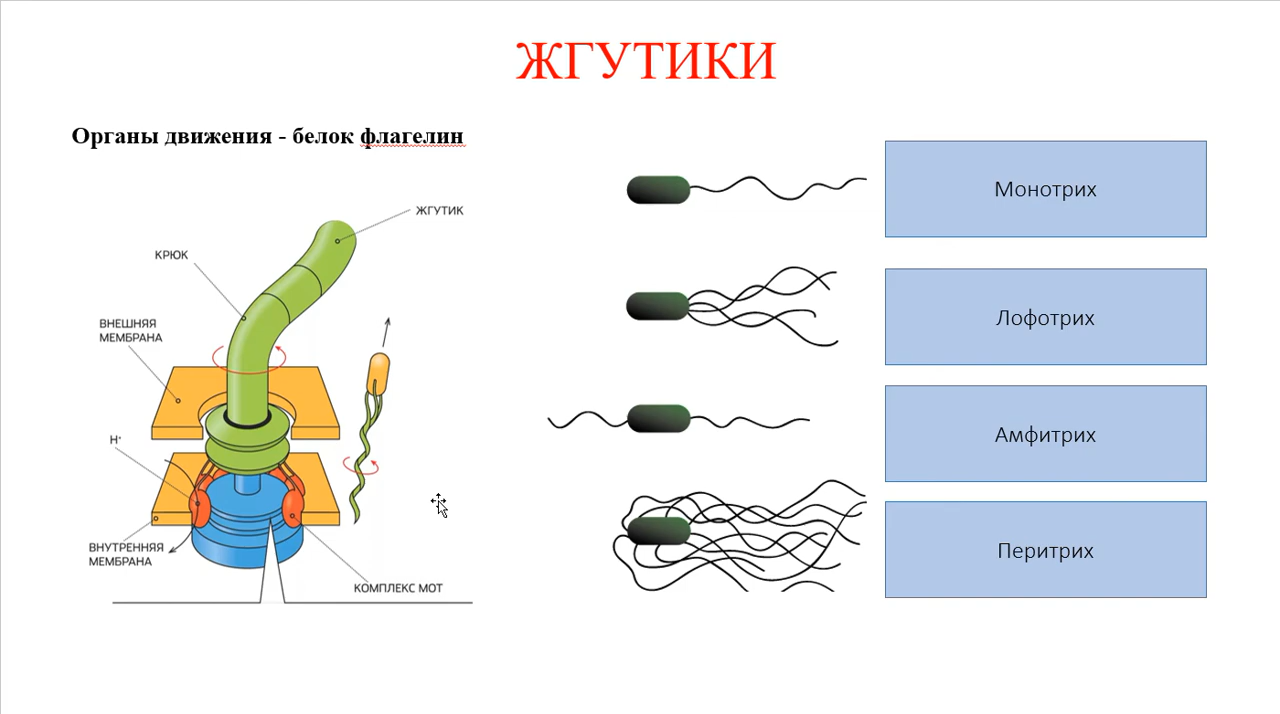 ЖГУТИКИ
Органы движения - белок флагелин
ЖГУТИК
КРЮК
ВНЕШНЯЯ
МЕМБРАНА
H⁺
ВНУТРЕННЯЯ
МЕМБРАНА
КОМПЛЕКС МОТ
Монотрих
Лофотрих
Амфитрих
Перитрих